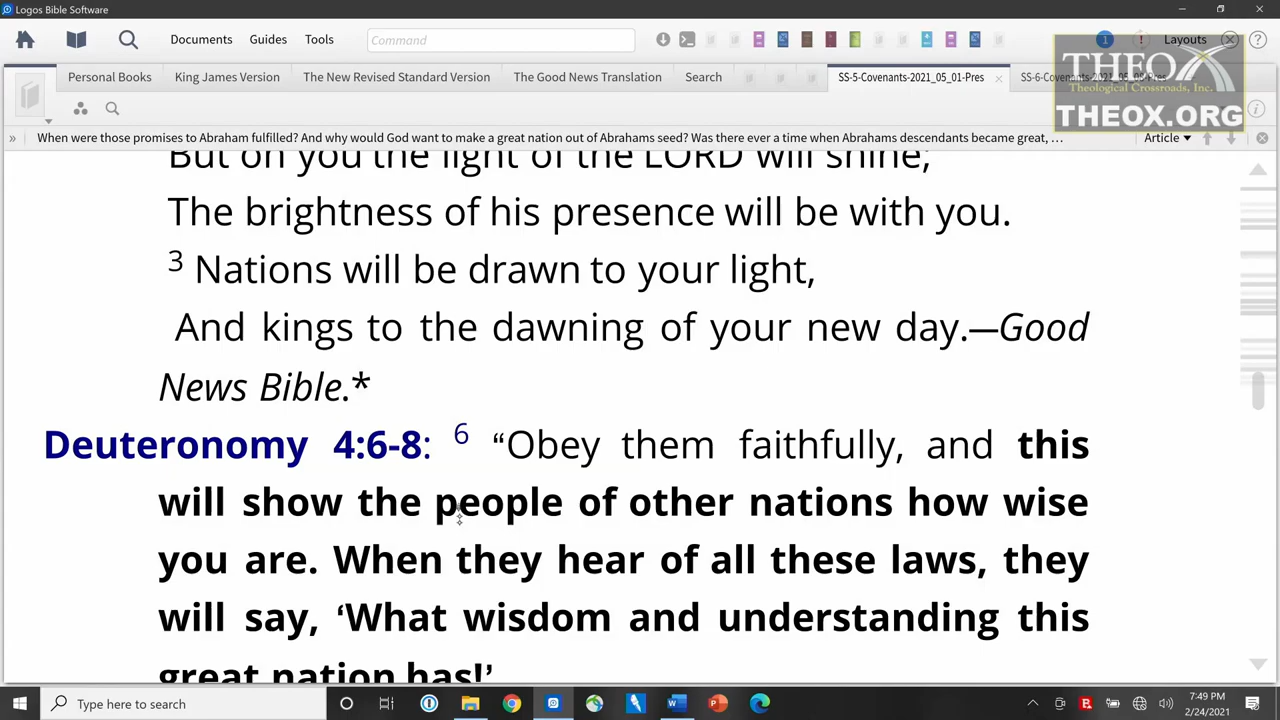 Logos Bible Software
Documents Guides Tools Command Layouts
THEOX
Theological Crossroads, Inc.
THEOX.ORG
Personal Books King James Version The New Revised Standard Version The Good News Translation Search SS-5-Covenants-2021_05_01-Pres
When were those promises to Abraham fulfilled? And why would God want to make a great nation out of Abrahams seed? Was there ever a time when Abrahams descendants became great, … Article
But on you the light of the LORD will shine;
The brightness of his presence will be with you.
3 Nations will be drawn to your light,
And kings to the dawning of your new day.—Good
News Bible.*
Deuteronomy 4:6-8: 6 “Obey them faithfully, and this
will show the people of other nations how wise
you are. When they hear of all these laws, they
will say, ‘What wisdom and understanding this
great nation has!’
Type here to search
7:49 PM
2/24/2021